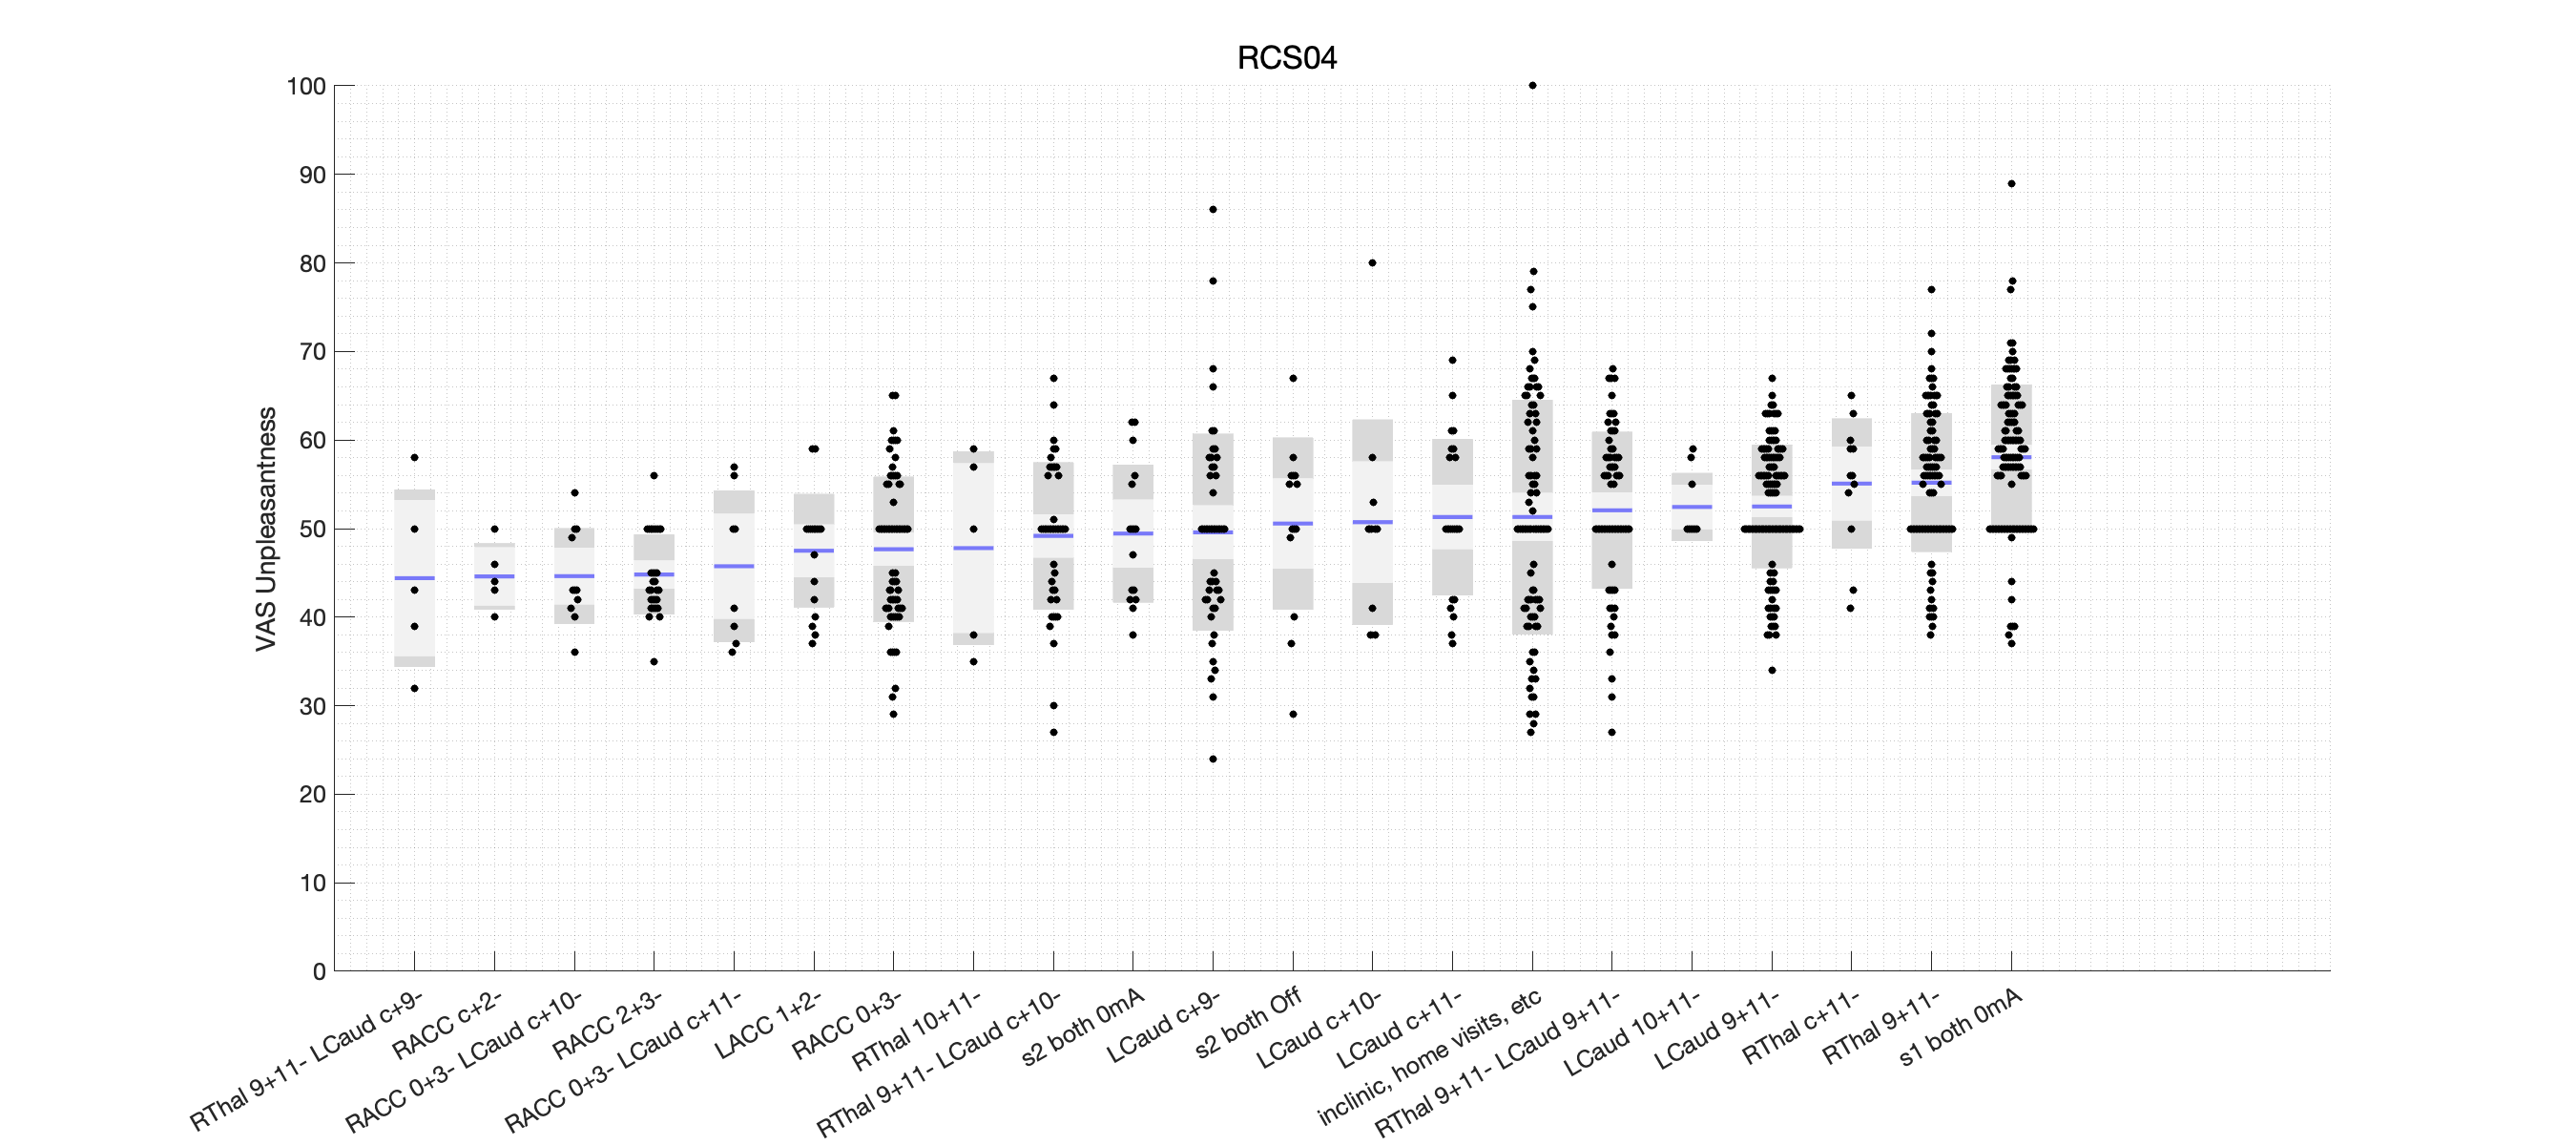 RCS04
VAS Unpleasantness
100
90
80
70
60
50
40
30
20
10
0
RThal 9+11- LCaud c+9-
RACC c+2-
RACC 0+3- LCaud c+10-
RACC 2+3-
RACC 0+3- LCaud c+11-
LACC 1+2-
RACC 0+3-
RThal 10+11-
RThal 9+11- LCaud c+10-
s2 both 0mA
LCaud c+9-
s2 both Off
LCaud c+10-
LCaud c+11-
inclinic, home visits, etc
RThal 9+11- LCaud 9+11-
LCaud 10+11-
LCaud 9+11-
RThal c+11-
RThal 9+11-
s1 both 0mA